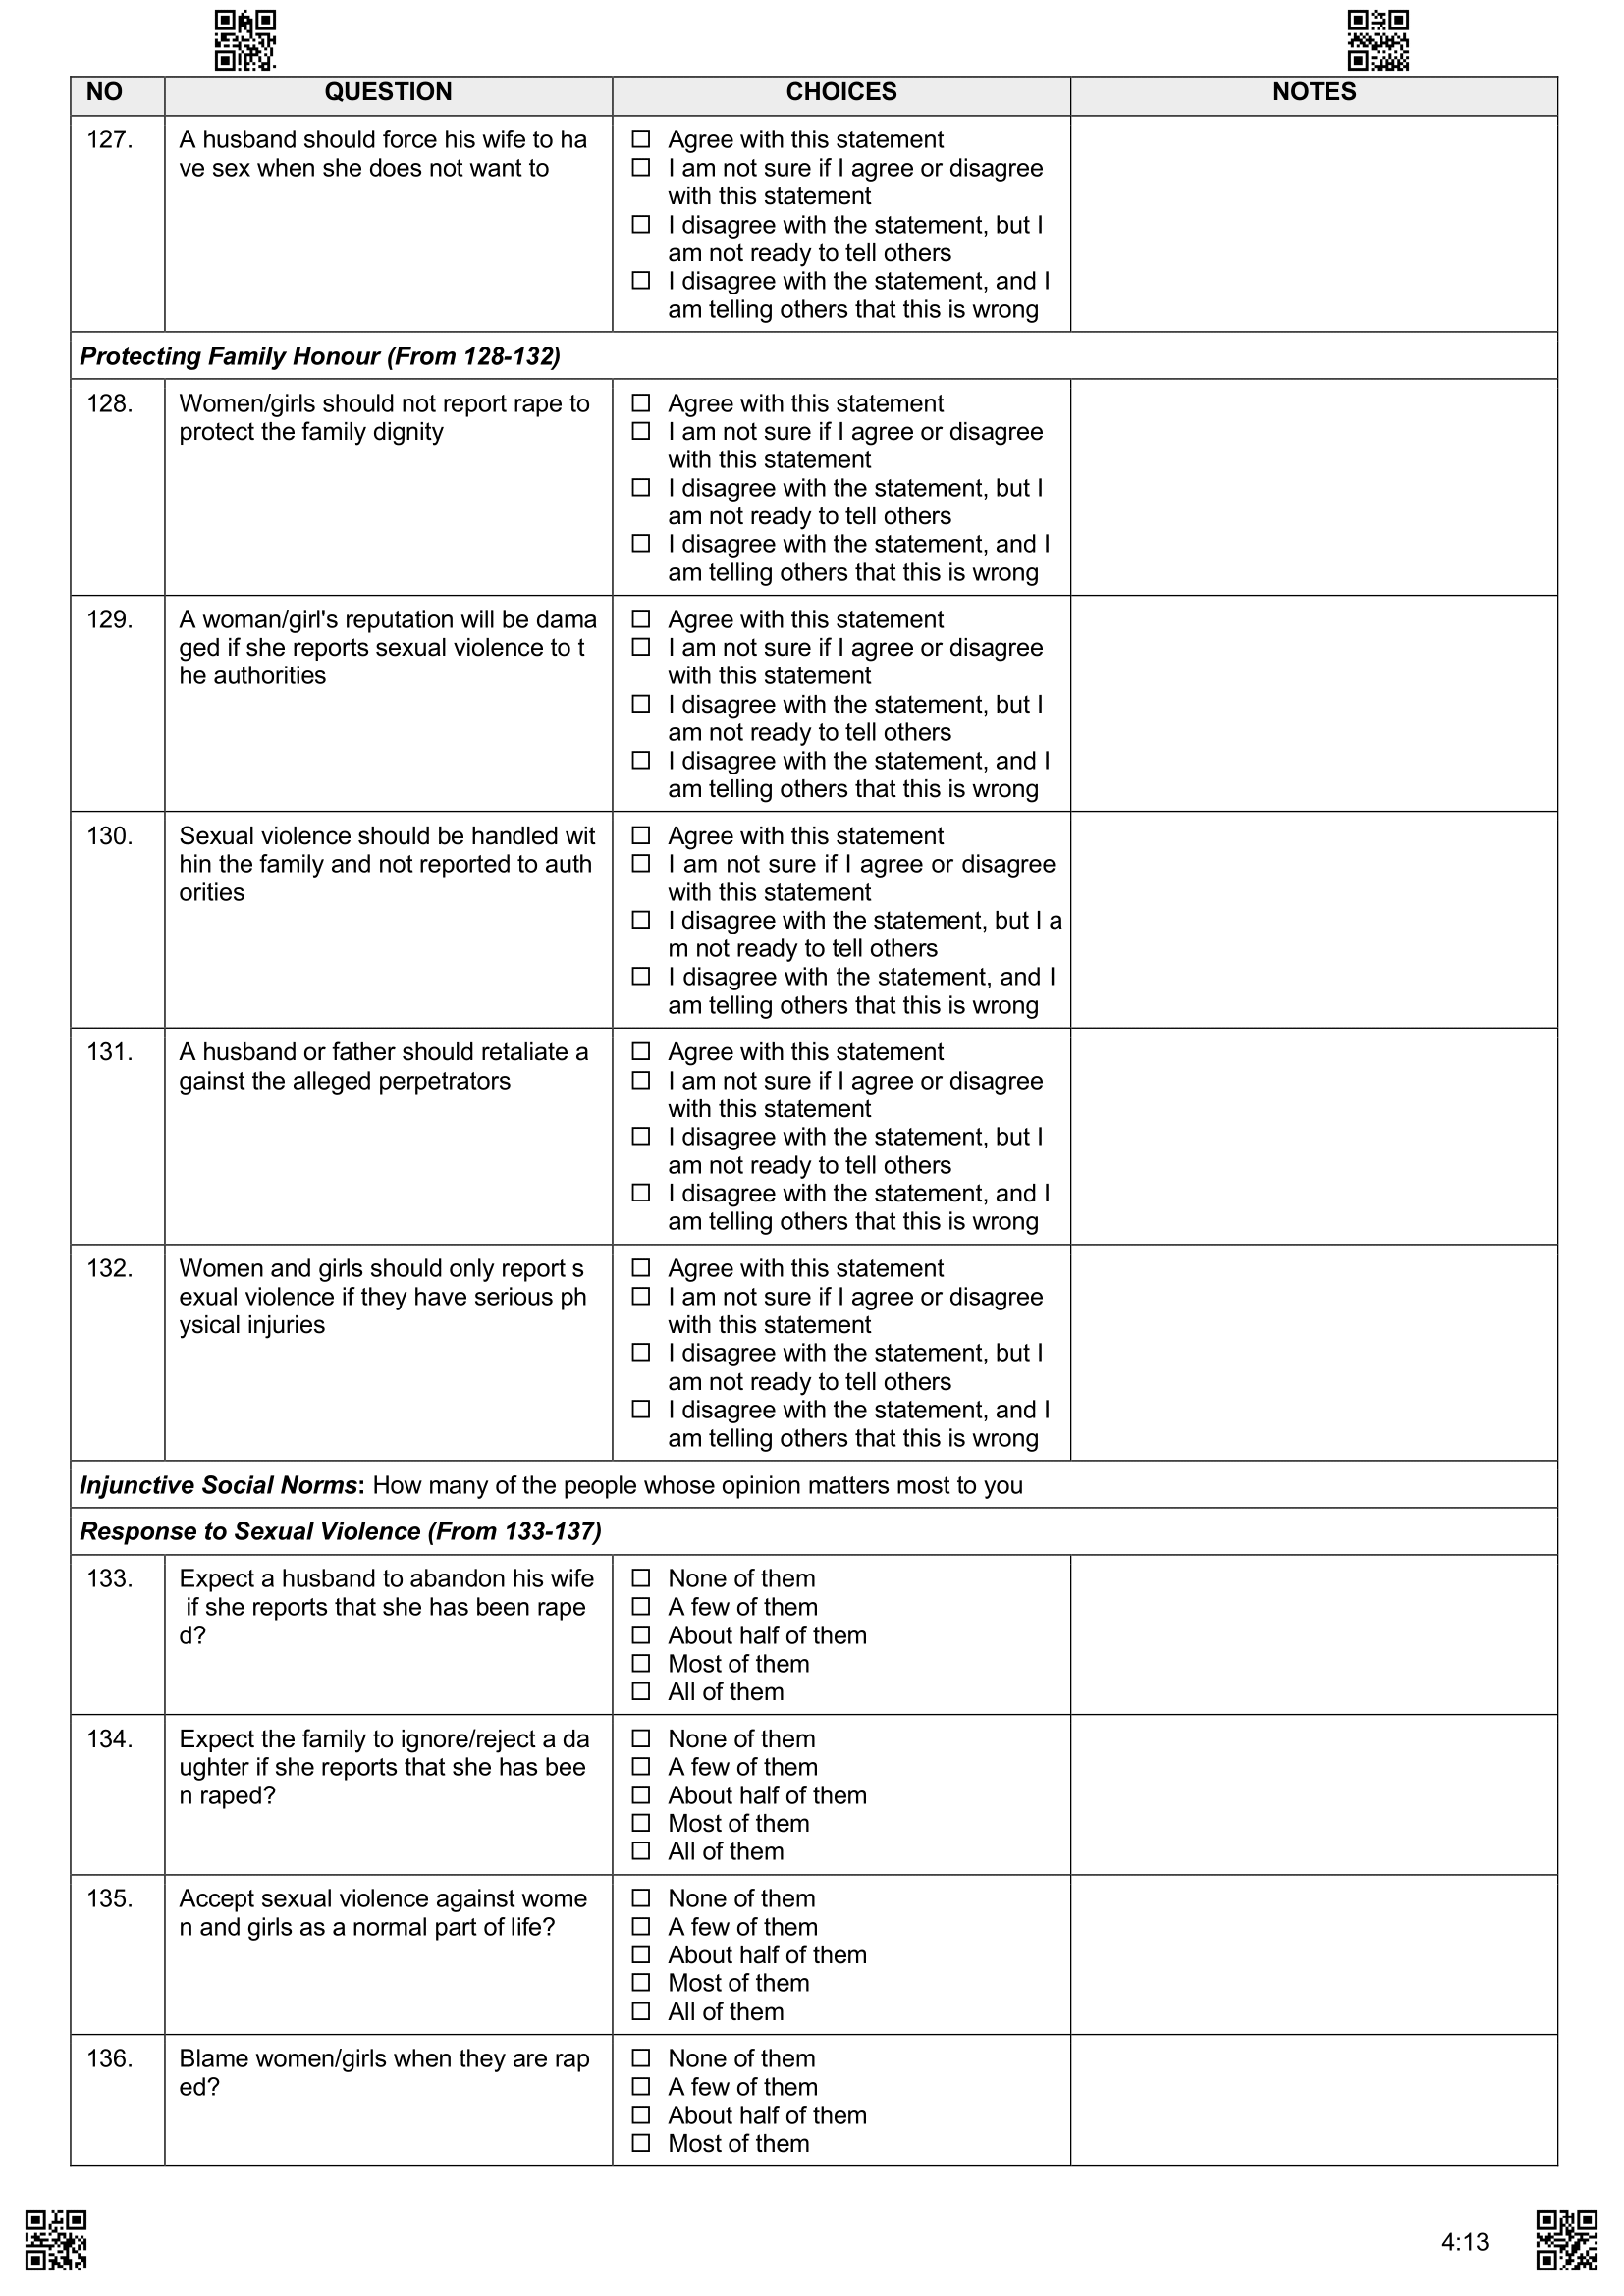 NO QUESTION CHOICES NOTES
127. A husband should force his wife to ha
ve sex when she does not want to
☐ Agree with this statement
☐ I am not sure if I agree or disagree
with this statement
☐ I disagree with the statement, but I
am not ready to tell others
☐ I disagree with the statement, and I
am telling others that this is wrong
Protecting Family Honour (From 128-132)
128. Women/girls should not report rape to
protect the family dignity
☐ Agree with this statement
☐ I am not sure if I agree or disagree
with this statement
☐ I disagree with the statement, but I
am not ready to tell others
☐ I disagree with the statement, and I
am telling others that this is wrong
129. A woman/girl's reputation will be dama
ged if she reports sexual violence to t
he authorities
☐ Agree with this statement
☐ I am not sure if I agree or disagree
with this statement
☐ I disagree with the statement, but I
am not ready to tell others
☐ I disagree with the statement, and I
am telling others that this is wrong
130. Sexual violence should be handled wit
hin the family and not reported to auth
orities
☐ Agree with this statement
☐ I am not sure if I agree or disagree
with this statement
☐ I disagree with the statement, but I a
m not ready to tell others
☐ I disagree with the statement, and I
am telling others that this is wrong
131. A husband or father should retaliate a
gainst the alleged perpetrators
☐ Agree with this statement
☐ I am not sure if I agree or disagree
with this statement
☐ I disagree with the statement, but I
am not ready to tell others
☐ I disagree with the statement, and I
am telling others that this is wrong
132. Women and girls should only report s
exual violence if they have serious ph
ysical injuries
☐ Agree with this statement
☐ I am not sure if I agree or disagree
with this statement
☐ I disagree with the statement, but I
am not ready to tell others
☐ I disagree with the statement, and I
am telling others that this is wrong
Injunctive Social Norms: How many of the people whose opinion matters most to you
Response to Sexual Violence (From 133-137)
133. Expect a husband to abandon his wife
if she reports that she has been rape
d?
☐ None of them
☐ A few of them
☐ About half of them
☐ Most of them
☐ All of them
134. Expect the family to ignore/reject a da
ughter if she reports that she has bee
n raped?
☐ None of them
☐ A few of them
☐ About half of them
☐ Most of them
☐ All of them
135. Accept sexual violence against wome
n and girls as a normal part of life?
☐ None of them
☐ A few of them
☐ About half of them
☐ Most of them
☐ All of them
136. Blame women/girls when they are rap
ed?
☐ None of them
☐ A few of them
☐ About half of them
☐ Most of them
4:13